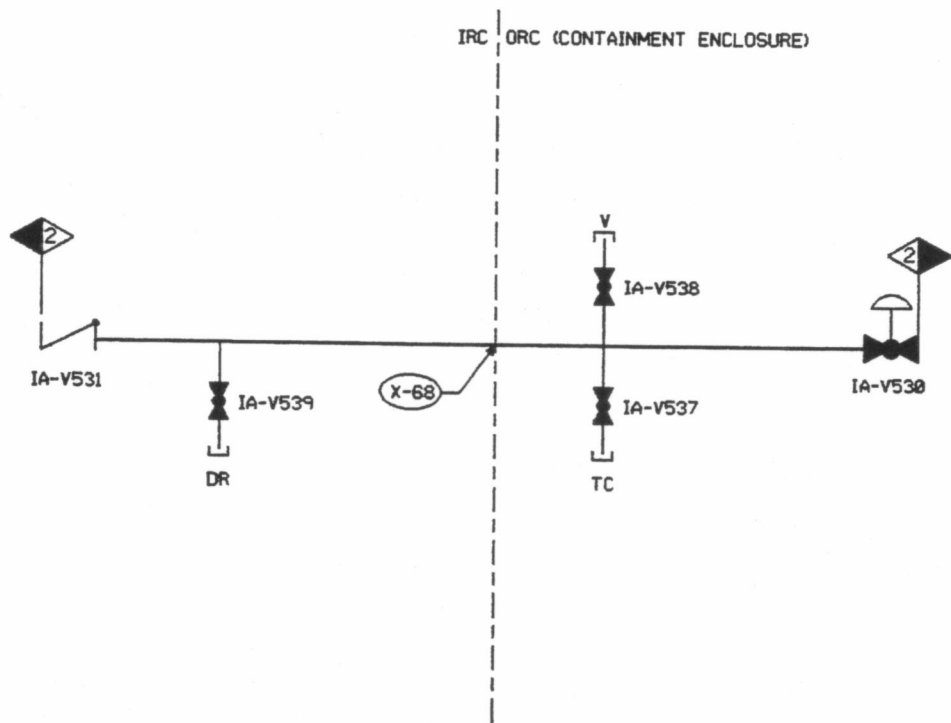 IRC ORC (CONTAINMENT ENCLOSURE)
2
V
2
IA-V538
IA-V531
IA-V539
X-68
IA-V537
IA-V530
DR
TC